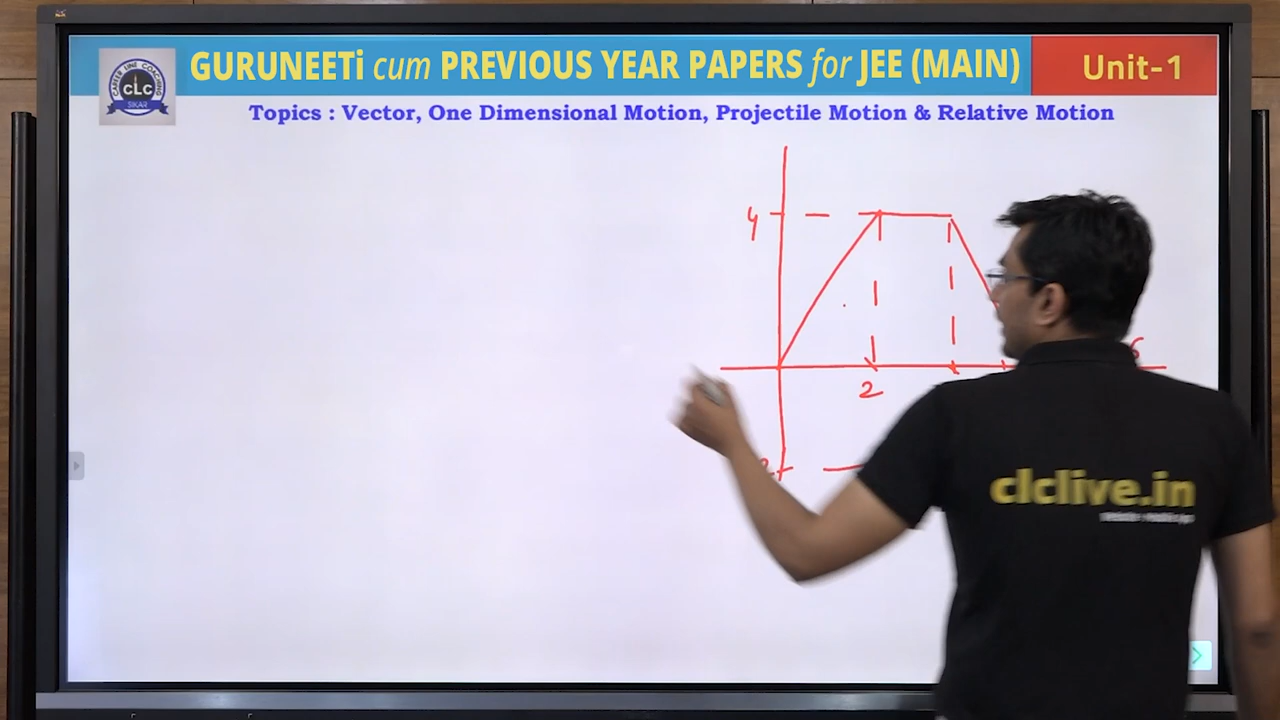 GURUNEETi cum PREVIOUS YEAR PAPERS for JEE (MAIN)
Unit-1
CAREER LINE COACHING
CLC
SIKAR
Topics : Vector, One Dimensional Motion, Projectile Motion & Relative Motion
4
2
clclive.in